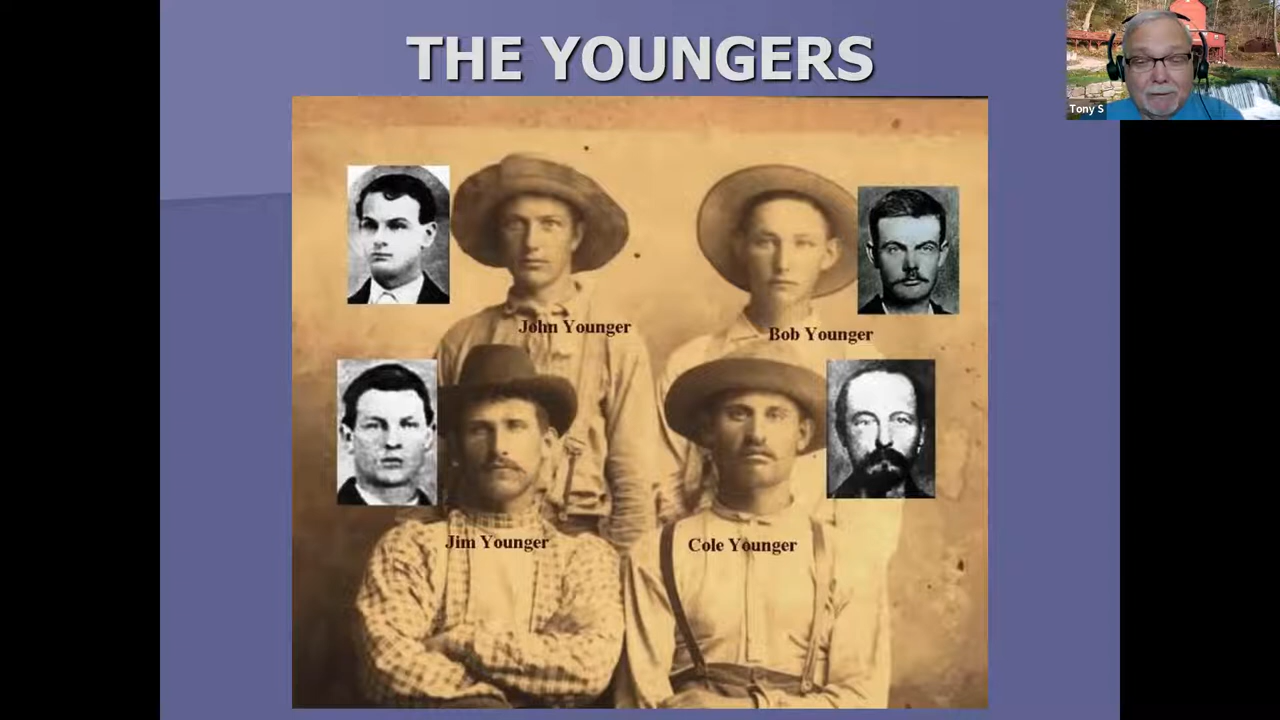 THE YOUNGERS
Tony S
John Younger
Bob Younger
Jim Younger
Cole Younger